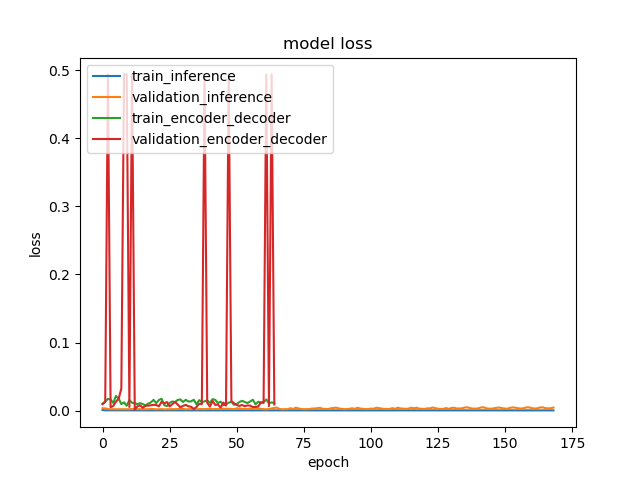 model loss
train_inference
validation_inference
train_encoder_decoder
validation_encoder_decoder
0.5
0.4
0.3
0.2
0.1
0.0
loss
0 25 50 75 100 125 150 175
epoch